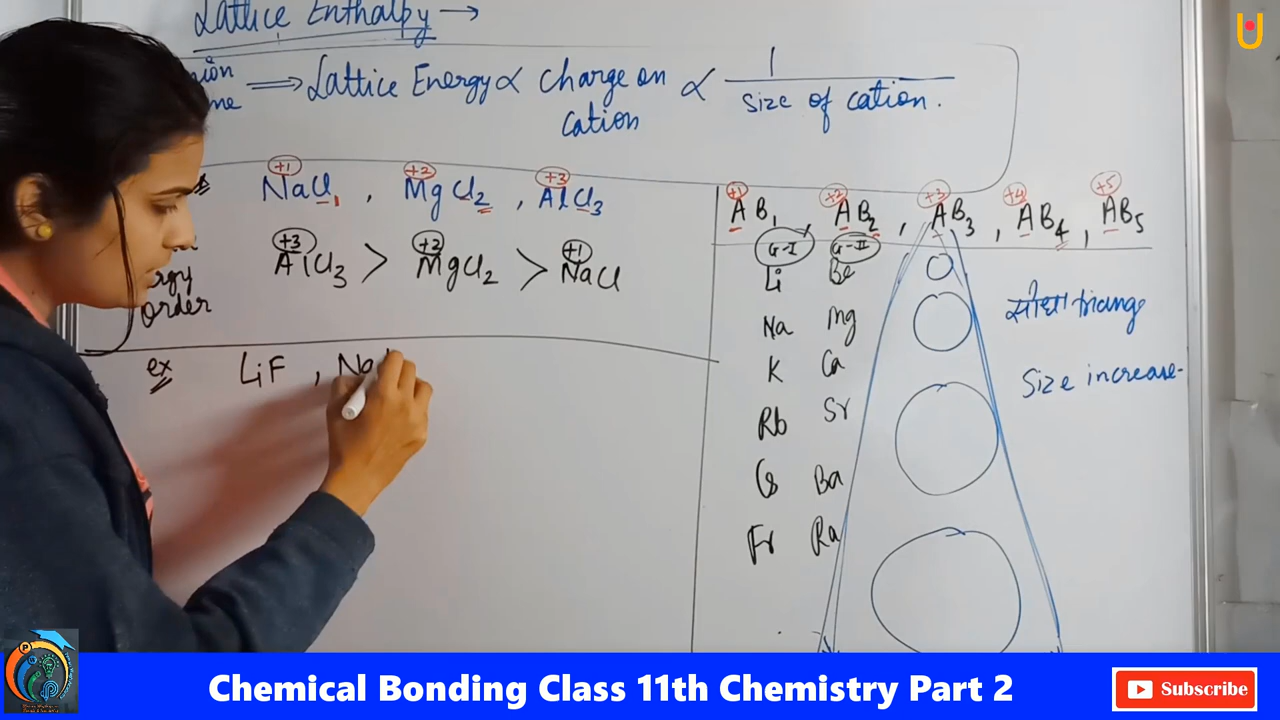 Lattice Enthalpy →
⟹ Lattice Energy ∝ charge on cation ∝ 1 / size of cation.
+1 +2 +3
NaCl1 , MgCl2 , AlCl3
+3 +2 +1
AlCl3 > MgCl2 > NaCl
order
ex LiF , Na
+1 +2 +3 +4 +5
AB1 , AB2 , AB3 , AB4 , AB5
G-I G-II
Li Be
Na Mg
K Ca
Rb Sr
Cs Ba
Fr Ra
सीधा triangle
Size increase-
Chemical Bonding Class 11th Chemistry Part 2
Subscribe